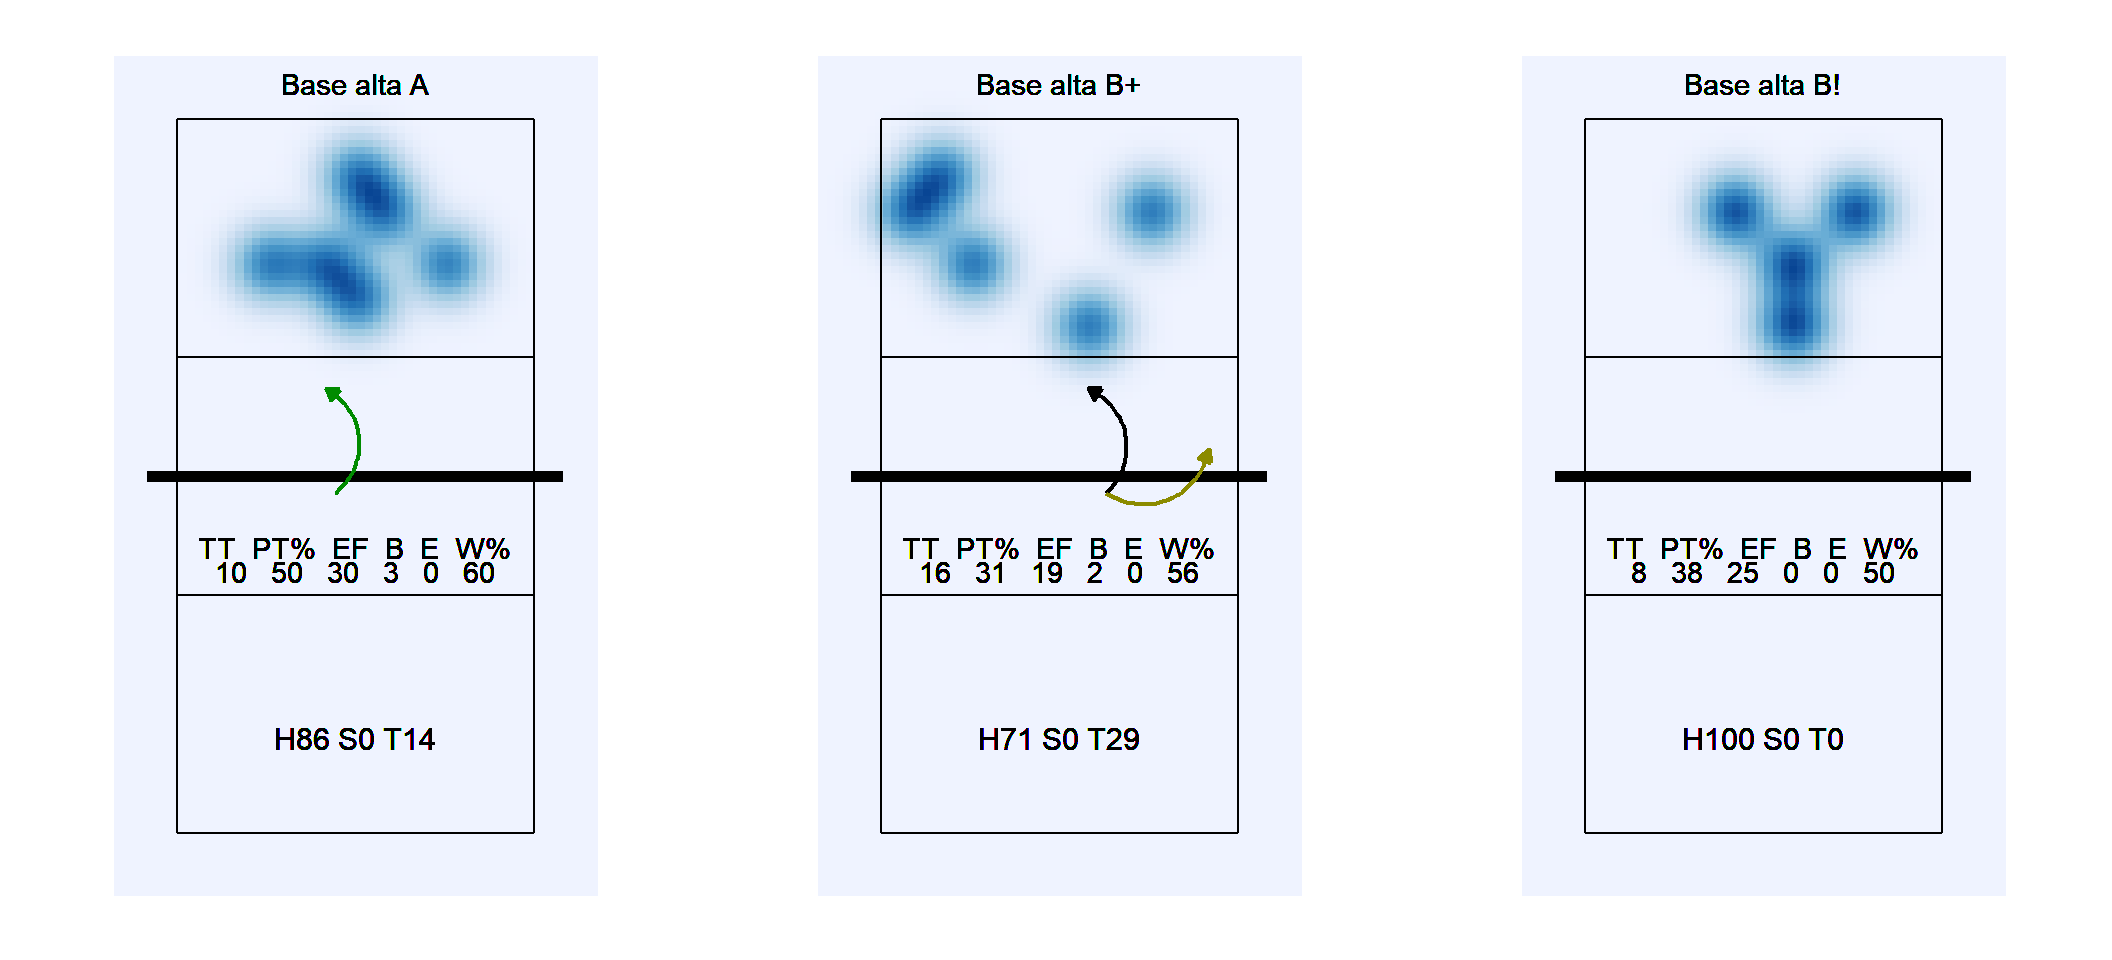 Base alta A
TT PT% EF B E W%
10 50 30 3 0 60
H86 S0 T14
Base alta B+
TT PT% EF B E W%
16 31 19 2 0 56
H71 S0 T29
Base alta B!
TT PT% EF B E W%
8 38 25 0 0 50
H100 S0 T0